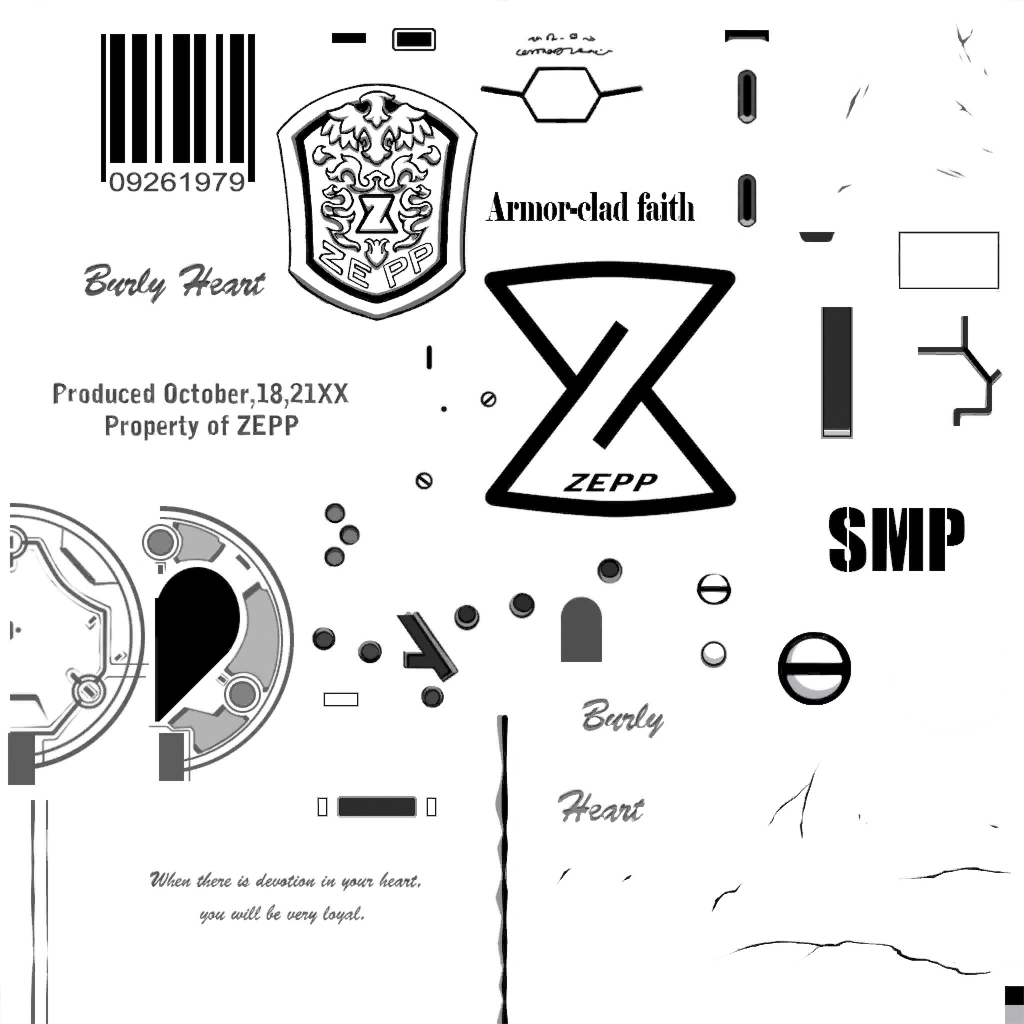 09261979
ZEPP
Armor-clad faith
Burly Heart
Produced October,18,21XX
Property of ZEPP
ZEPP
SMP
Burly
Heart
When there is devotion in your heart,
you will be very loyal.